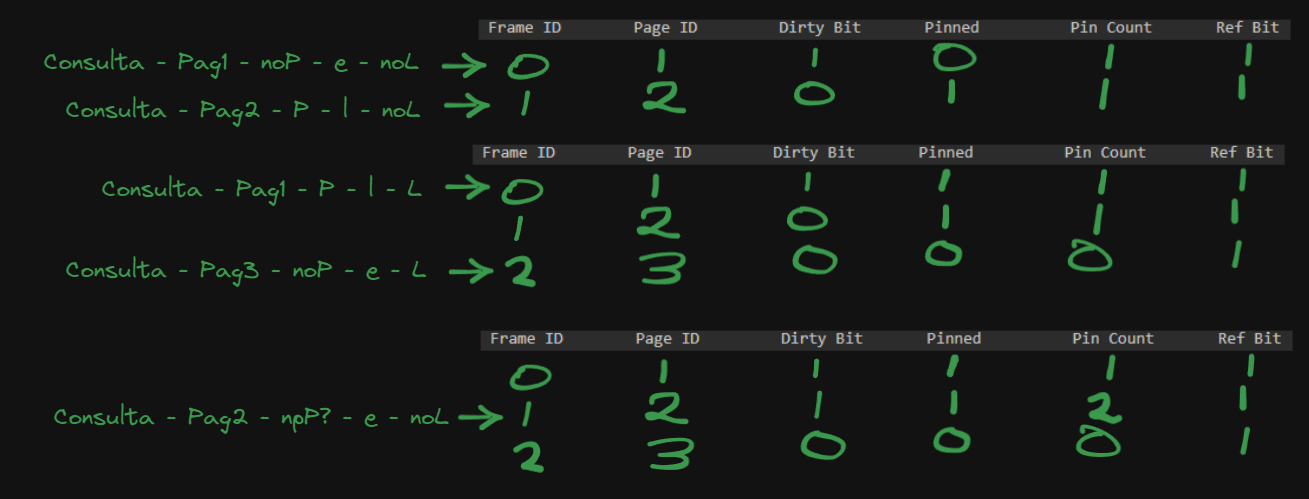 Frame ID Page ID Dirty Bit Pinned Pin Count Ref Bit
Consulta - Pag1 - noP - e - noL → 0 1 1 0 1 1
Consulta - Pag2 - P - l - noL → 1 2 0 1 1 1
Frame ID Page ID Dirty Bit Pinned Pin Count Ref Bit
Consulta - Pag1 - P - l - L → 0 1 1 1 1 1
1 2 0 1 1 1
Consulta - Pag3 - noP - e - L → 2 3 0 0 0 1
Frame ID Page ID Dirty Bit Pinned Pin Count Ref Bit
0 1 1 1 1 1
Consulta - Pag2 - npP? - e - noL → 1 2 1 1 2 1
2 3 0 0 0 1